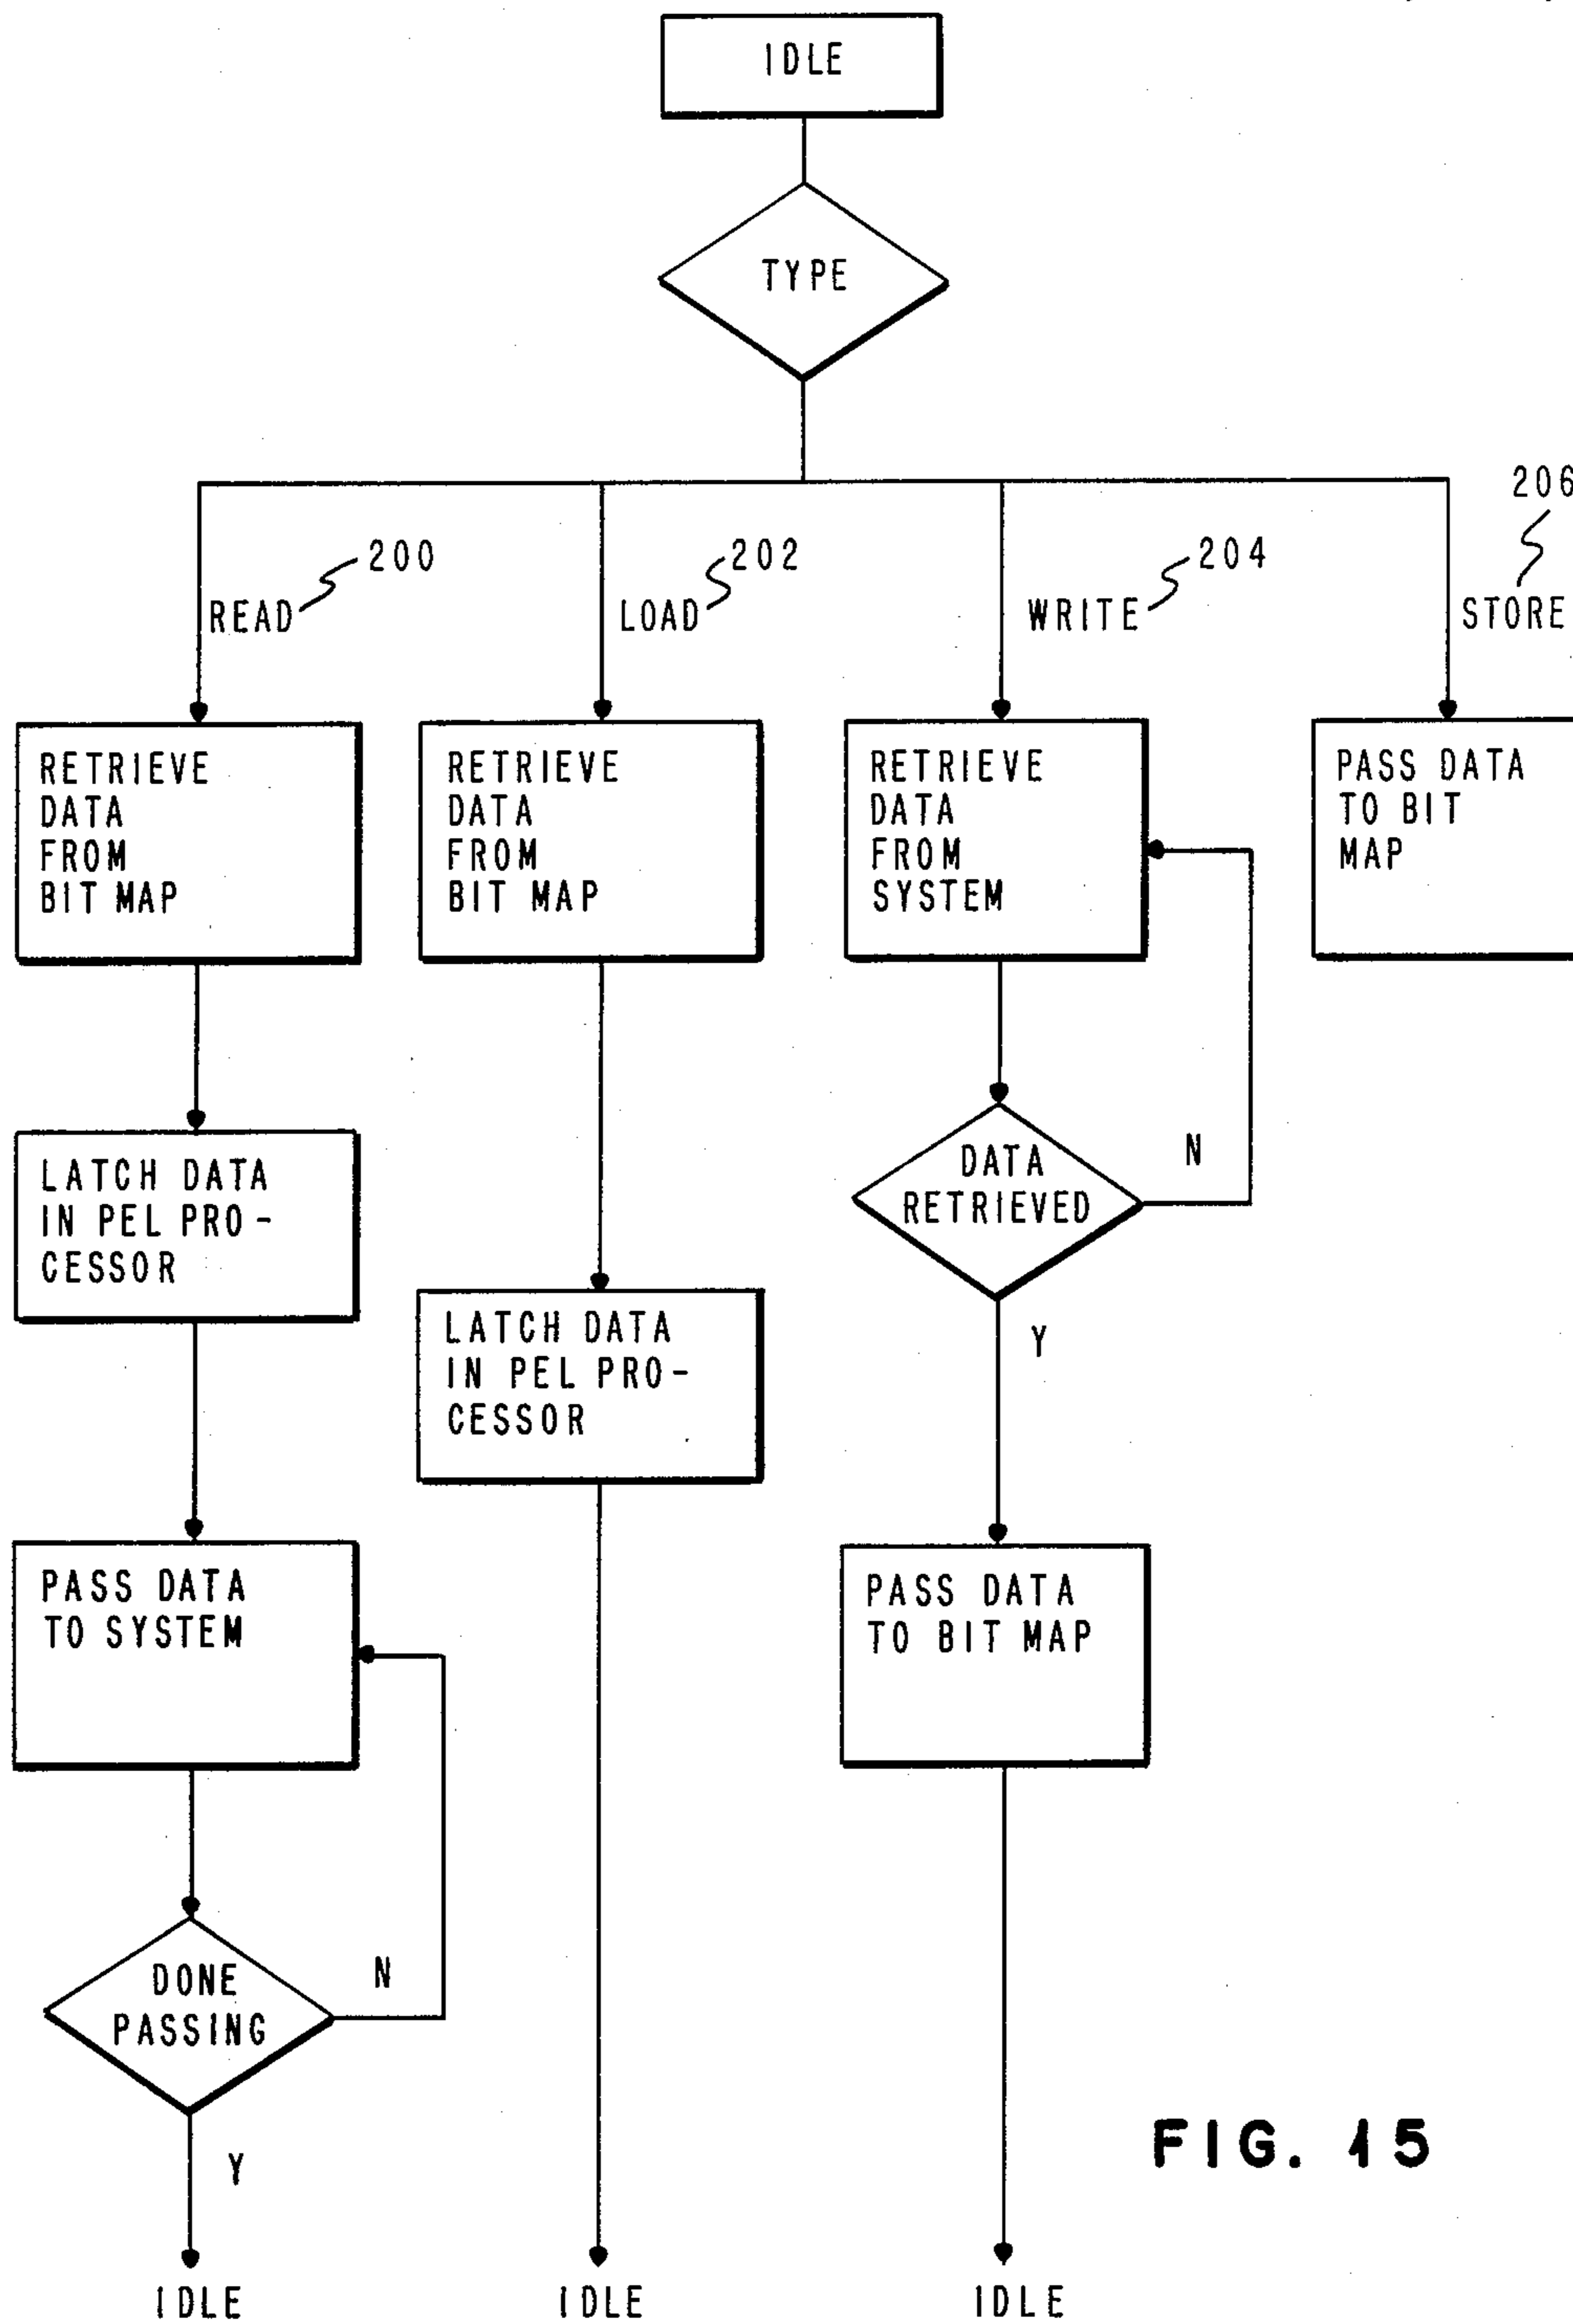 IDLE
TYPE
206
200
202
204
READ
LOAD
WRITE
STORE
RETRIEVE
DATA
FROM
BIT MAP
RETRIEVE
DATA
FROM
BIT MAP
RETRIEVE
DATA
FROM
SYSTEM
PASS DATA
TO BIT
MAP
LATCH DATA
IN PEL PRO-
CESSOR
DATA
RETRIEVED
N
Y
LATCH DATA
IN PEL PRO-
CESSOR
PASS DATA
TO SYSTEM
PASS DATA
TO BIT MAP
DONE
PASSING
N
Y
FIG. 15
IDLE
IDLE
IDLE